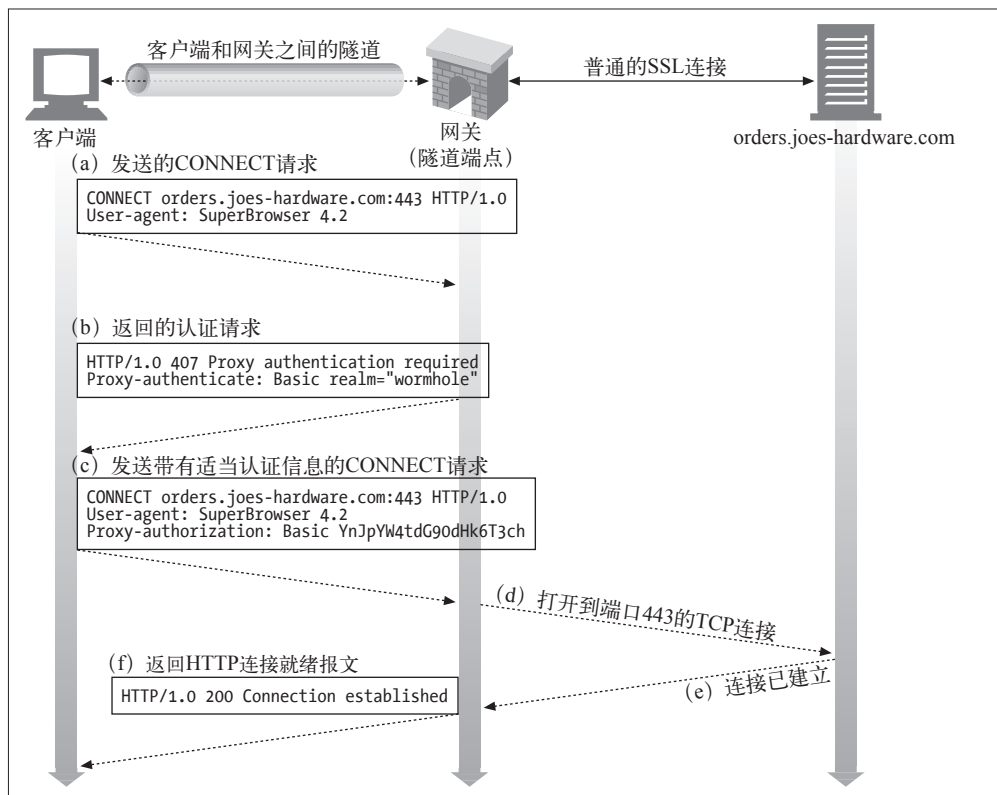 客户端和网关之间的隧道
普通的SSL连接
客户端
网关
(隧道端点)
orders.joes-hardware.com
(a) 发送的CONNECT请求
CONNECT orders.joes-hardware.com:443 HTTP/1.0
User-agent: SuperBrowser 4.2
(b) 返回的认证请求
HTTP/1.0 407 Proxy authentication required
Proxy-authenticate: Basic realm="wormhole"
(c) 发送带有适当认证信息的CONNECT请求
CONNECT orders.joes-hardware.com:443 HTTP/1.0
User-agent: SuperBrowser 4.2
Proxy-authorization: Basic YnJpYW4tdG90dHk6T3ch
(d) 打开到端口443的TCP连接
(e) 连接已建立
(f) 返回HTTP连接就绪报文
HTTP/1.0 200 Connection established